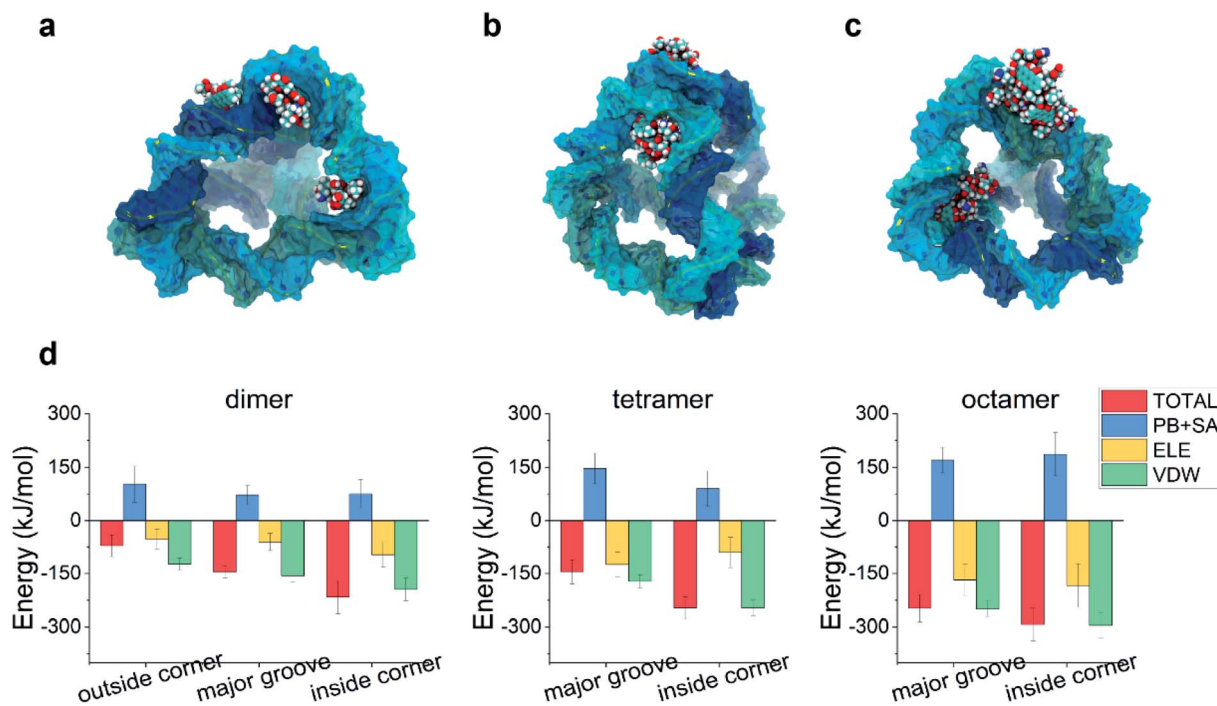 a
b
c
d
dimer
300
150
0
-150
-300
Energy (kJ/mol)
outside corner
major groove
inside corner
tetramer
300
150
0
-150
-300
Energy (kJ/mol)
major groove
inside corner
octamer
300
150
0
-150
-300
Energy (kJ/mol)
major groove
inside corner
TOTAL
PB+SA
ELE
VDW